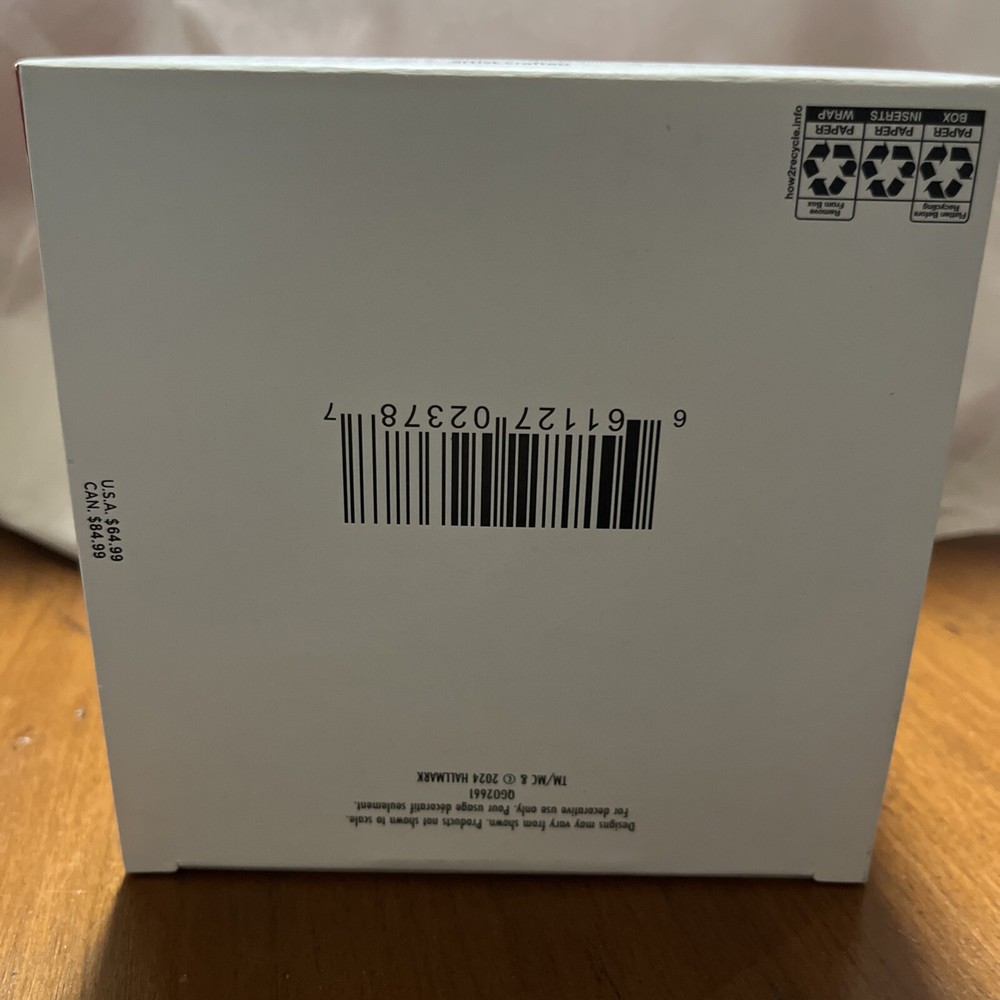 Designs may vary from shown. Products not shown to scale.
For decorative use only. Pour usage décoratif seulement.
QGO2661
TM/MC & © 2024 HALLMARK
U.S.A. $64.99
CAN. $84.99
6 61127 02378 7
Flatten Before
Recycling
Remove
From Box
PAPER PAPER PAPER
BOX INSERTS WRAP
how2recycle.info